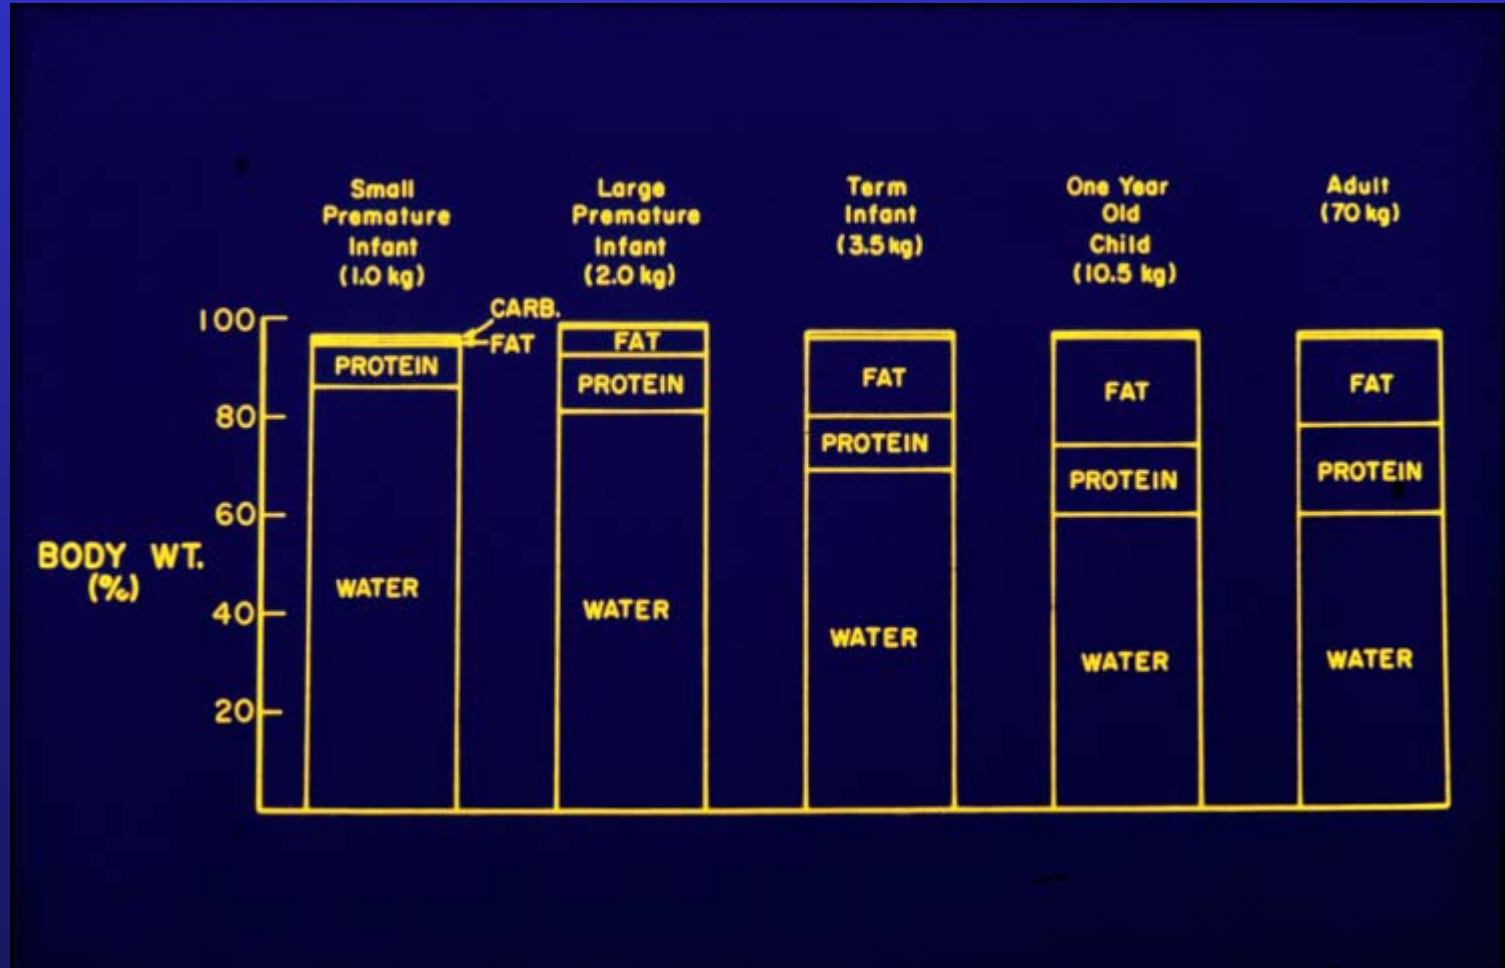 Small
Premature
Infant
(1.0 kg)
Large
Premature
Infant
(2.0 kg)
Term
Infant
(3.5 kg)
One Year
Old
Child
(10.5 kg)
Adult
(70 kg)
100
80
60
40
20
BODY WT.
(%)
CARB.
FAT
PROTEIN
WATER
FAT
PROTEIN
WATER
FAT
PROTEIN
WATER
FAT
PROTEIN
WATER
FAT
PROTEIN
WATER